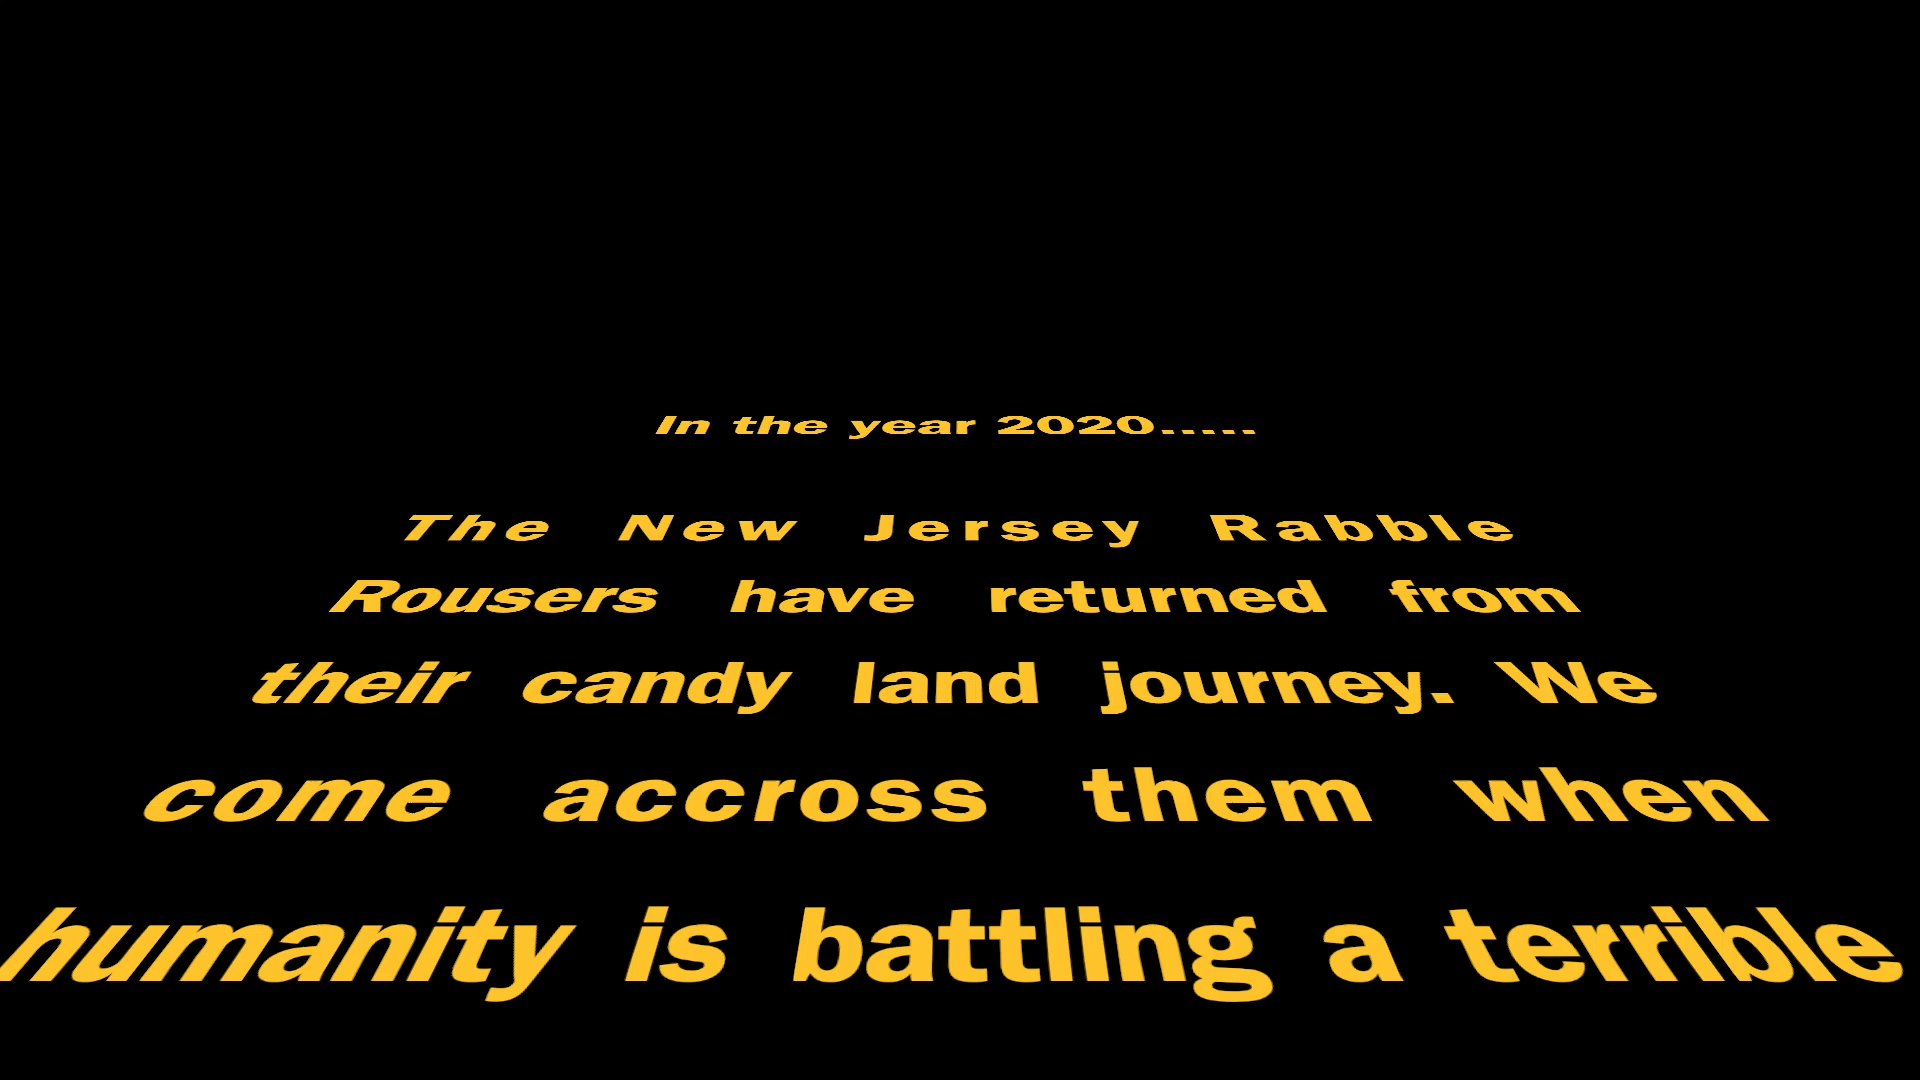 In the year 2020.....
The New Jersey Rabble
Rousers have returned from
their candy land journey. We
come accross them when
humanity is battling a terrible